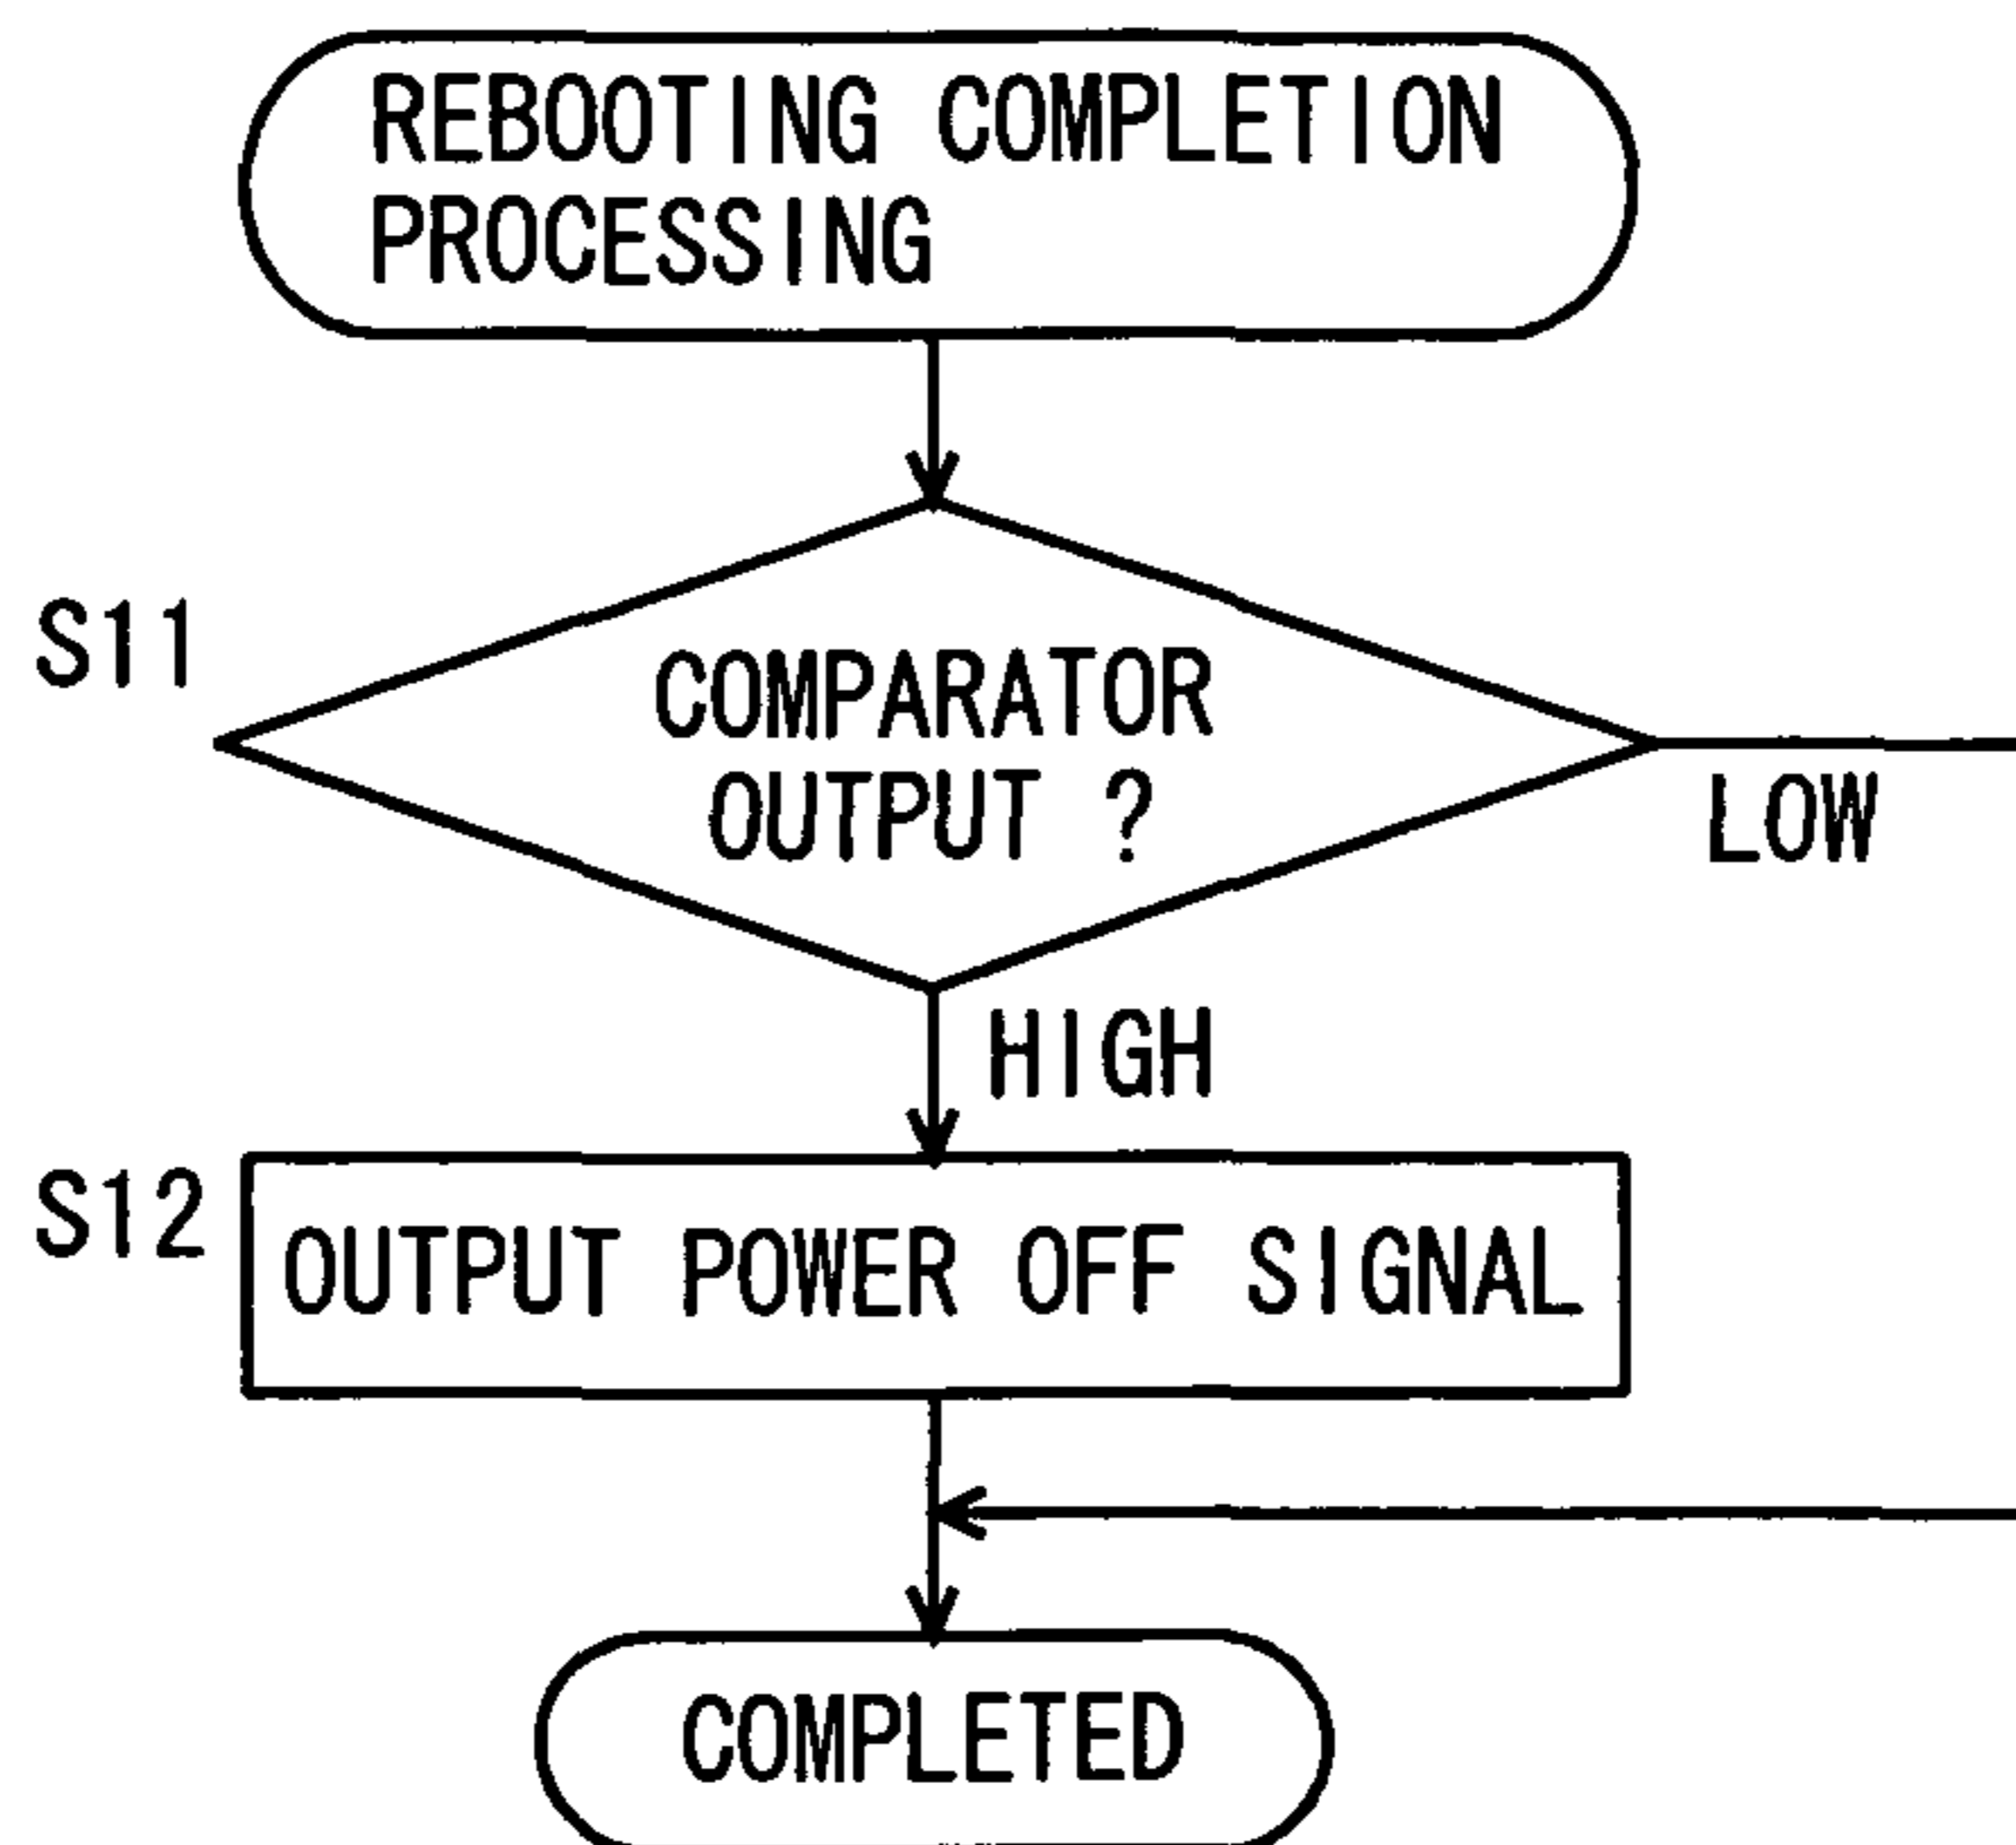 REBOOTING COMPLETION
PROCESSING
S11
COMPARATOR
OUTPUT ?
LOW
HIGH
S12
OUTPUT POWER OFF SIGNAL
COMPLETED